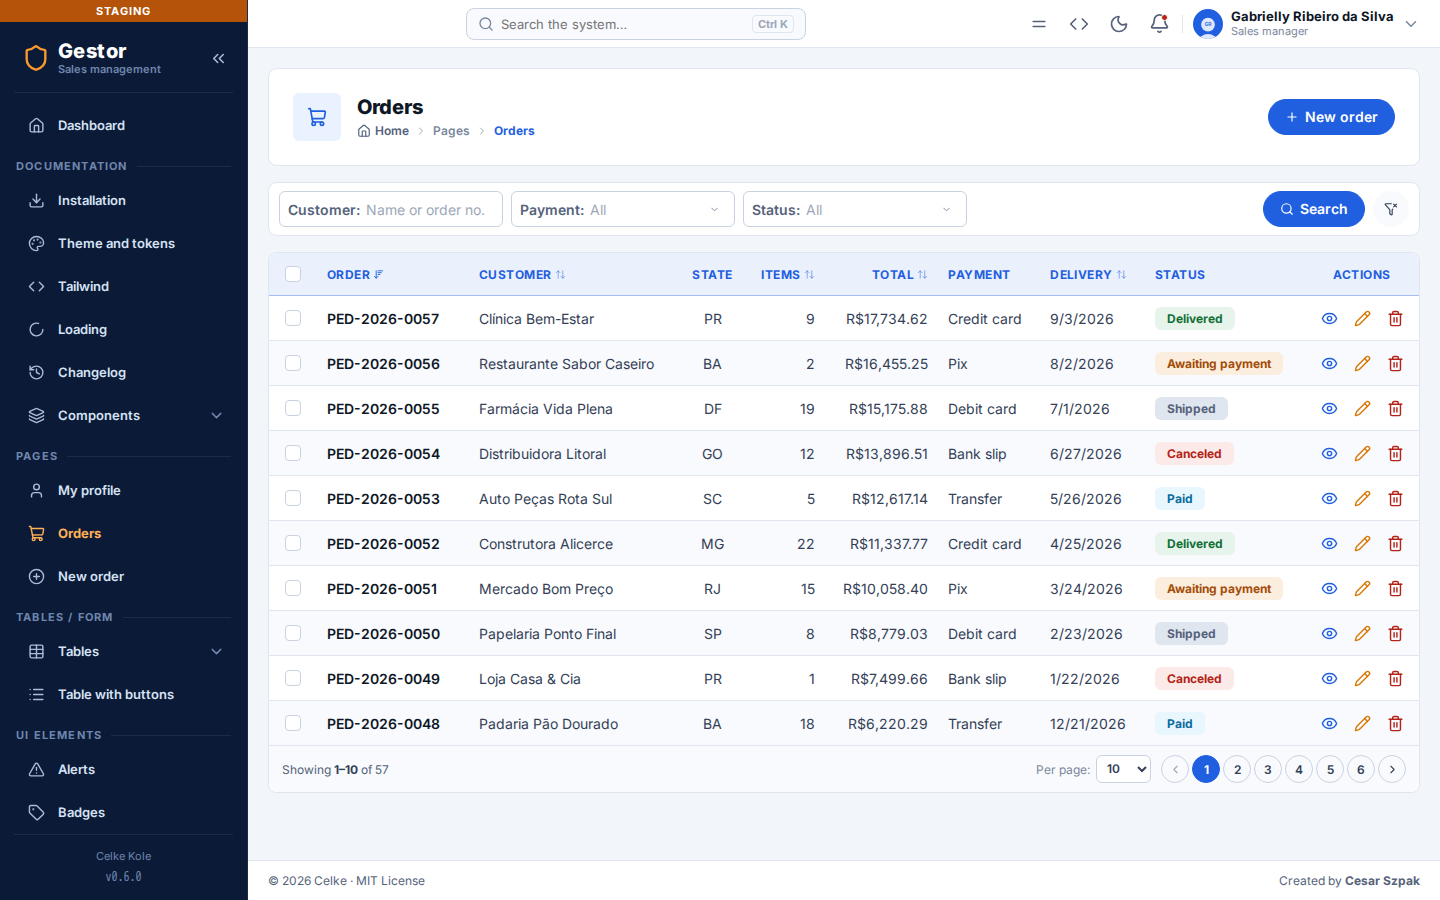 STAGING
Gestor
Sales management
Dashboard
DOCUMENTATION
Installation
Theme and tokens
Tailwind
Loading
Changelog
Components
PAGES
My profile
Orders
New order
TABLES / FORM
Tables
Table with buttons
UI ELEMENTS
Alerts
Badges
Celke Kole
v0.6.0
Search the system... Ctrl K
GR
Gabrielly Ribeiro da Silva
Sales manager
Orders
Home Pages Orders
New order
Customer: Name or order no. Payment: All Status: All Search
ORDER CUSTOMER STATE ITEMS TOTAL PAYMENT DELIVERY STATUS ACTIONS
PED-2026-0057 Clínica Bem-Estar PR 9 R$17,734.62 Credit card 9/3/2026 Delivered
PED-2026-0056 Restaurante Sabor Caseiro BA 2 R$16,455.25 Pix 8/2/2026 Awaiting payment
PED-2026-0055 Farmácia Vida Plena DF 19 R$15,175.88 Debit card 7/1/2026 Shipped
PED-2026-0054 Distribuidora Litoral GO 12 R$13,896.51 Bank slip 6/27/2026 Canceled
PED-2026-0053 Auto Peças Rota Sul SC 5 R$12,617.14 Transfer 5/26/2026 Paid
PED-2026-0052 Construtora Alicerce MG 22 R$11,337.77 Credit card 4/25/2026 Delivered
PED-2026-0051 Mercado Bom Preço RJ 15 R$10,058.40 Pix 3/24/2026 Awaiting payment
PED-2026-0050 Papelaria Ponto Final SP 8 R$8,779.03 Debit card 2/23/2026 Shipped
PED-2026-0049 Loja Casa & Cia PR 1 R$7,499.66 Bank slip 1/22/2026 Canceled
PED-2026-0048 Padaria Pão Dourado BA 18 R$6,220.29 Transfer 12/21/2026 Paid
Showing 1–10 of 57 Per page: 10 1 2 3 4 5 6
© 2026 Celke · MIT License Created by Cesar Szpak